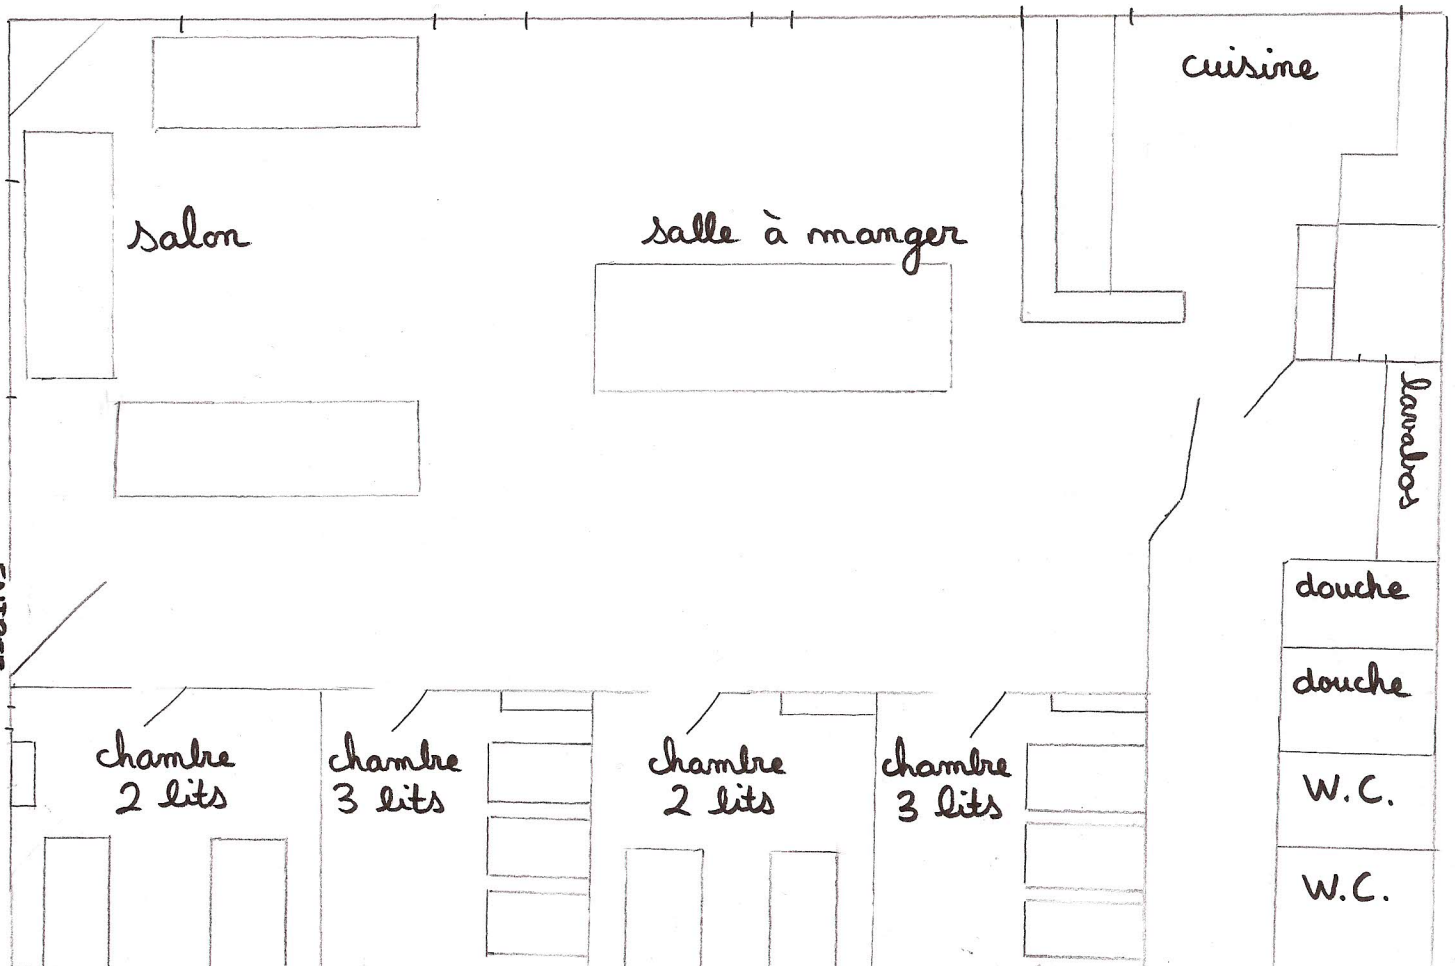 cuisine
salon
salle à manger
lavabos
douche
douche
chambre
2 lits
chambre
3 lits
chambre
2 lits
chambre
3 lits
W.C.
W.C.